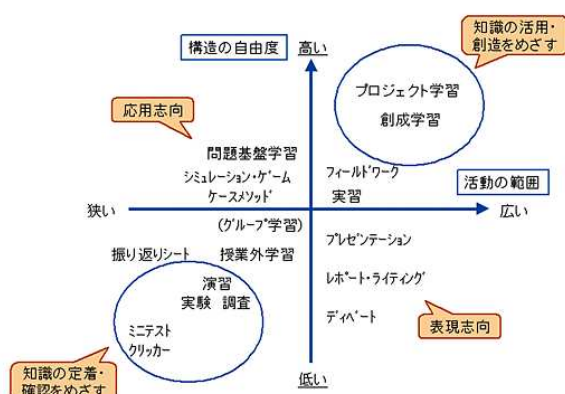 知識の活用・
創造をめざす
構造の自由度
高い
プロジェクト学習
創成学習
応用志向
問題基盤学習
シミュレーション・ゲーム
ケースメソッド
フィールドワーク
実習
活動の範囲
狭い
広い
(グループ学習)
プレゼンテーション
振り返りシート
授業外学習
レポート・ライティング
演習
実験 調査
ディベート
ミニテスト
クリッカー
表現志向
知識の定着・
確認をめざす
低い